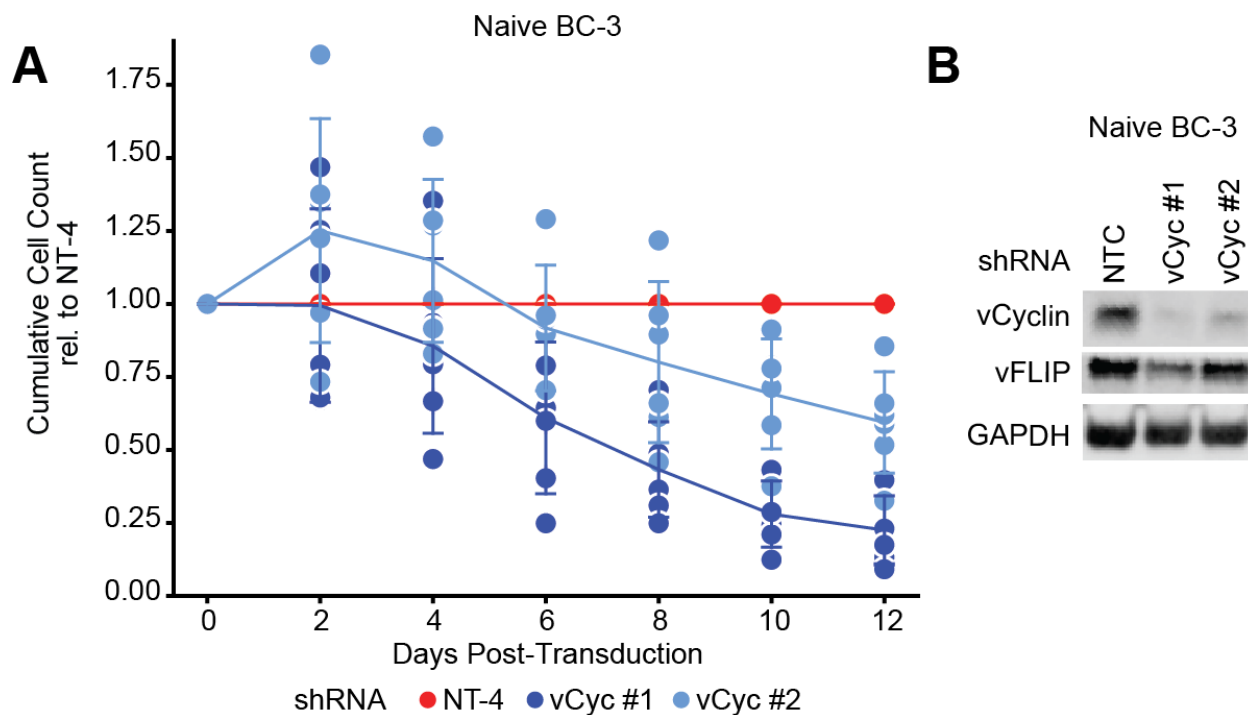 A
Naive BC-3
Cumulative Cell Count
rel. to NT-4
1.75
1.50
1.25
1.00
0.75
0.50
0.25
0.00
0 2 4 6 8 10 12
Days Post-Transduction
shRNA NT-4 vCyc #1 vCyc #2
B
Naive BC-3
shRNA NTC vCyc #1 vCyc #2
vCyclin
vFLIP
GAPDH